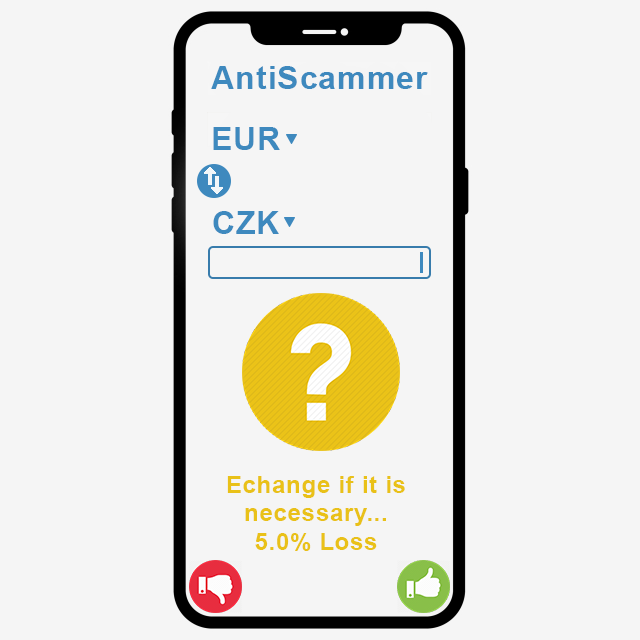 AntiScammer
EUR
CZK
?
Echange if it is
necessary...
5.0% Loss